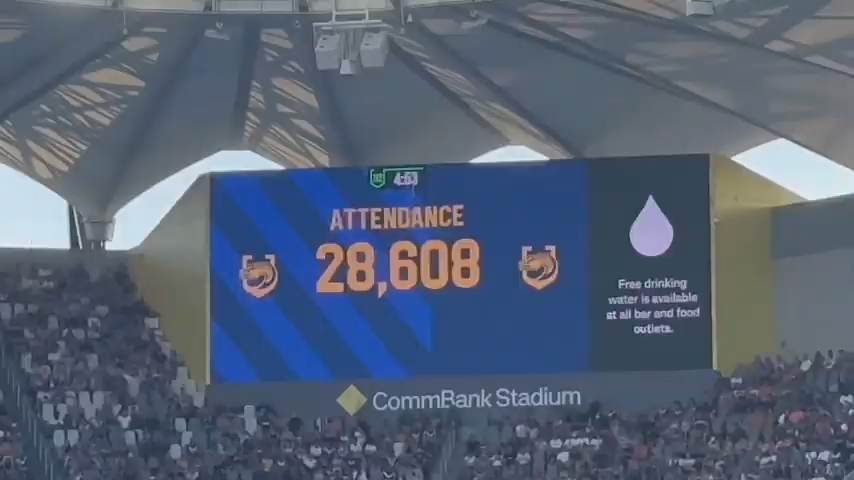 4:53
ATTENDANCE
28,608
Free drinking
water is available
at all bar and food
outlets.
CommBank Stadium